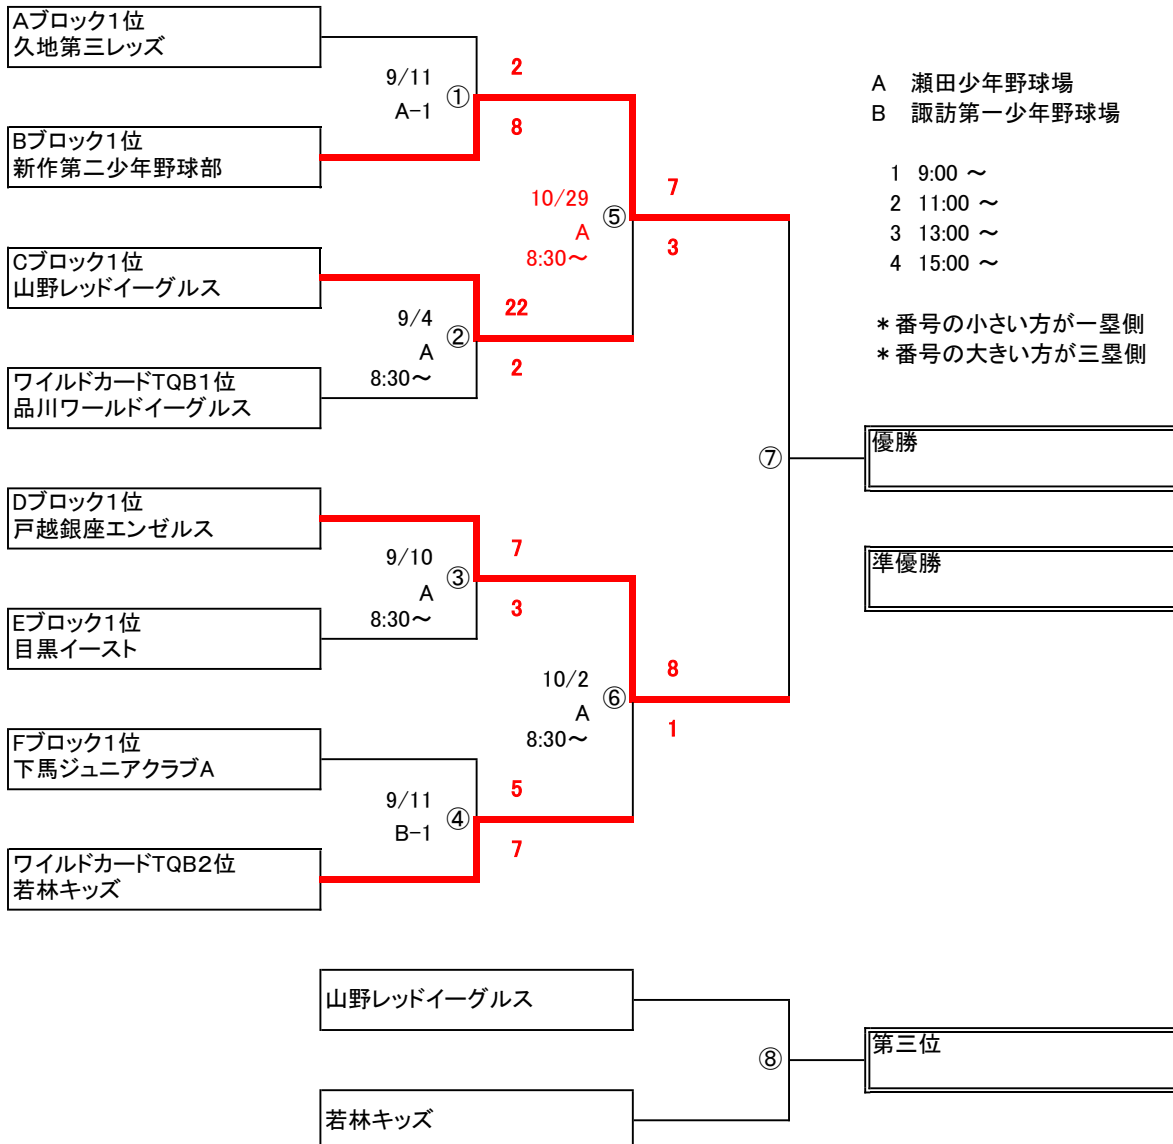 Aブロック1位
久地第三レッズ
9/11
A-1
①
2
8
Bブロック1位
新作第二少年野球部
A 瀬田少年野球場
B 諏訪第一少年野球場
1 9:00 ～
2 11:00 ～
3 13:00 ～
4 15:00 ～
10/29
A
8:30～
⑤
7
3
Cブロック1位
山野レッドイーグルス
9/4
A
8:30～
②
22
2
ワイルドカードTQB1位
品川ワールドイーグルス
＊番号の小さい方が一塁側
＊番号の大きい方が三塁側
⑦
優勝
準優勝
Dブロック1位
戸越銀座エンゼルス
9/10
A
8:30～
③
7
3
Eブロック1位
目黒イースト
10/2
A
8:30～
⑥
8
1
Fブロック1位
下馬ジュニアクラブA
9/11
B-1
④
5
7
ワイルドカードTQB2位
若林キッズ
山野レッドイーグルス
⑧
第三位
若林キッズ